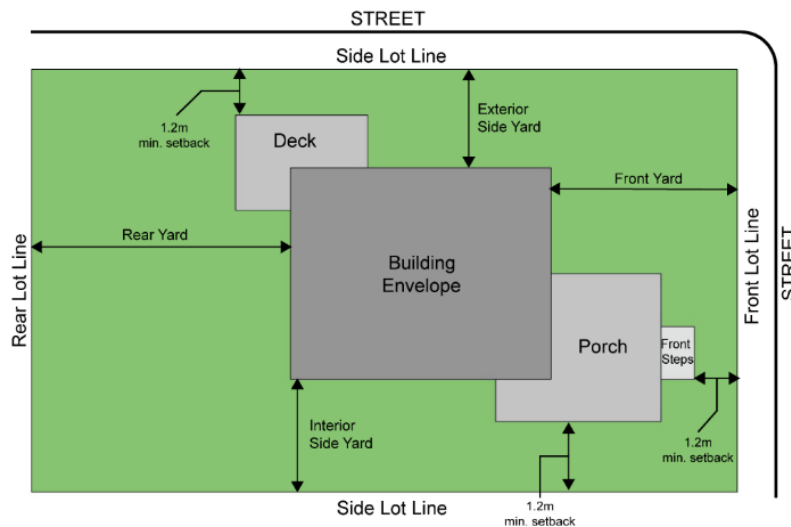 STREET
Side Lot Line
1.2m
min. setback
Deck
Exterior
Side Yard
Front Yard
Rear Yard
Building
Envelope
Rear Lot Line
Front Lot Line
STREET
Porch
Front
Steps
Interior
Side Yard
1.2m
min. setback
Side Lot Line
1.2m
min. setback